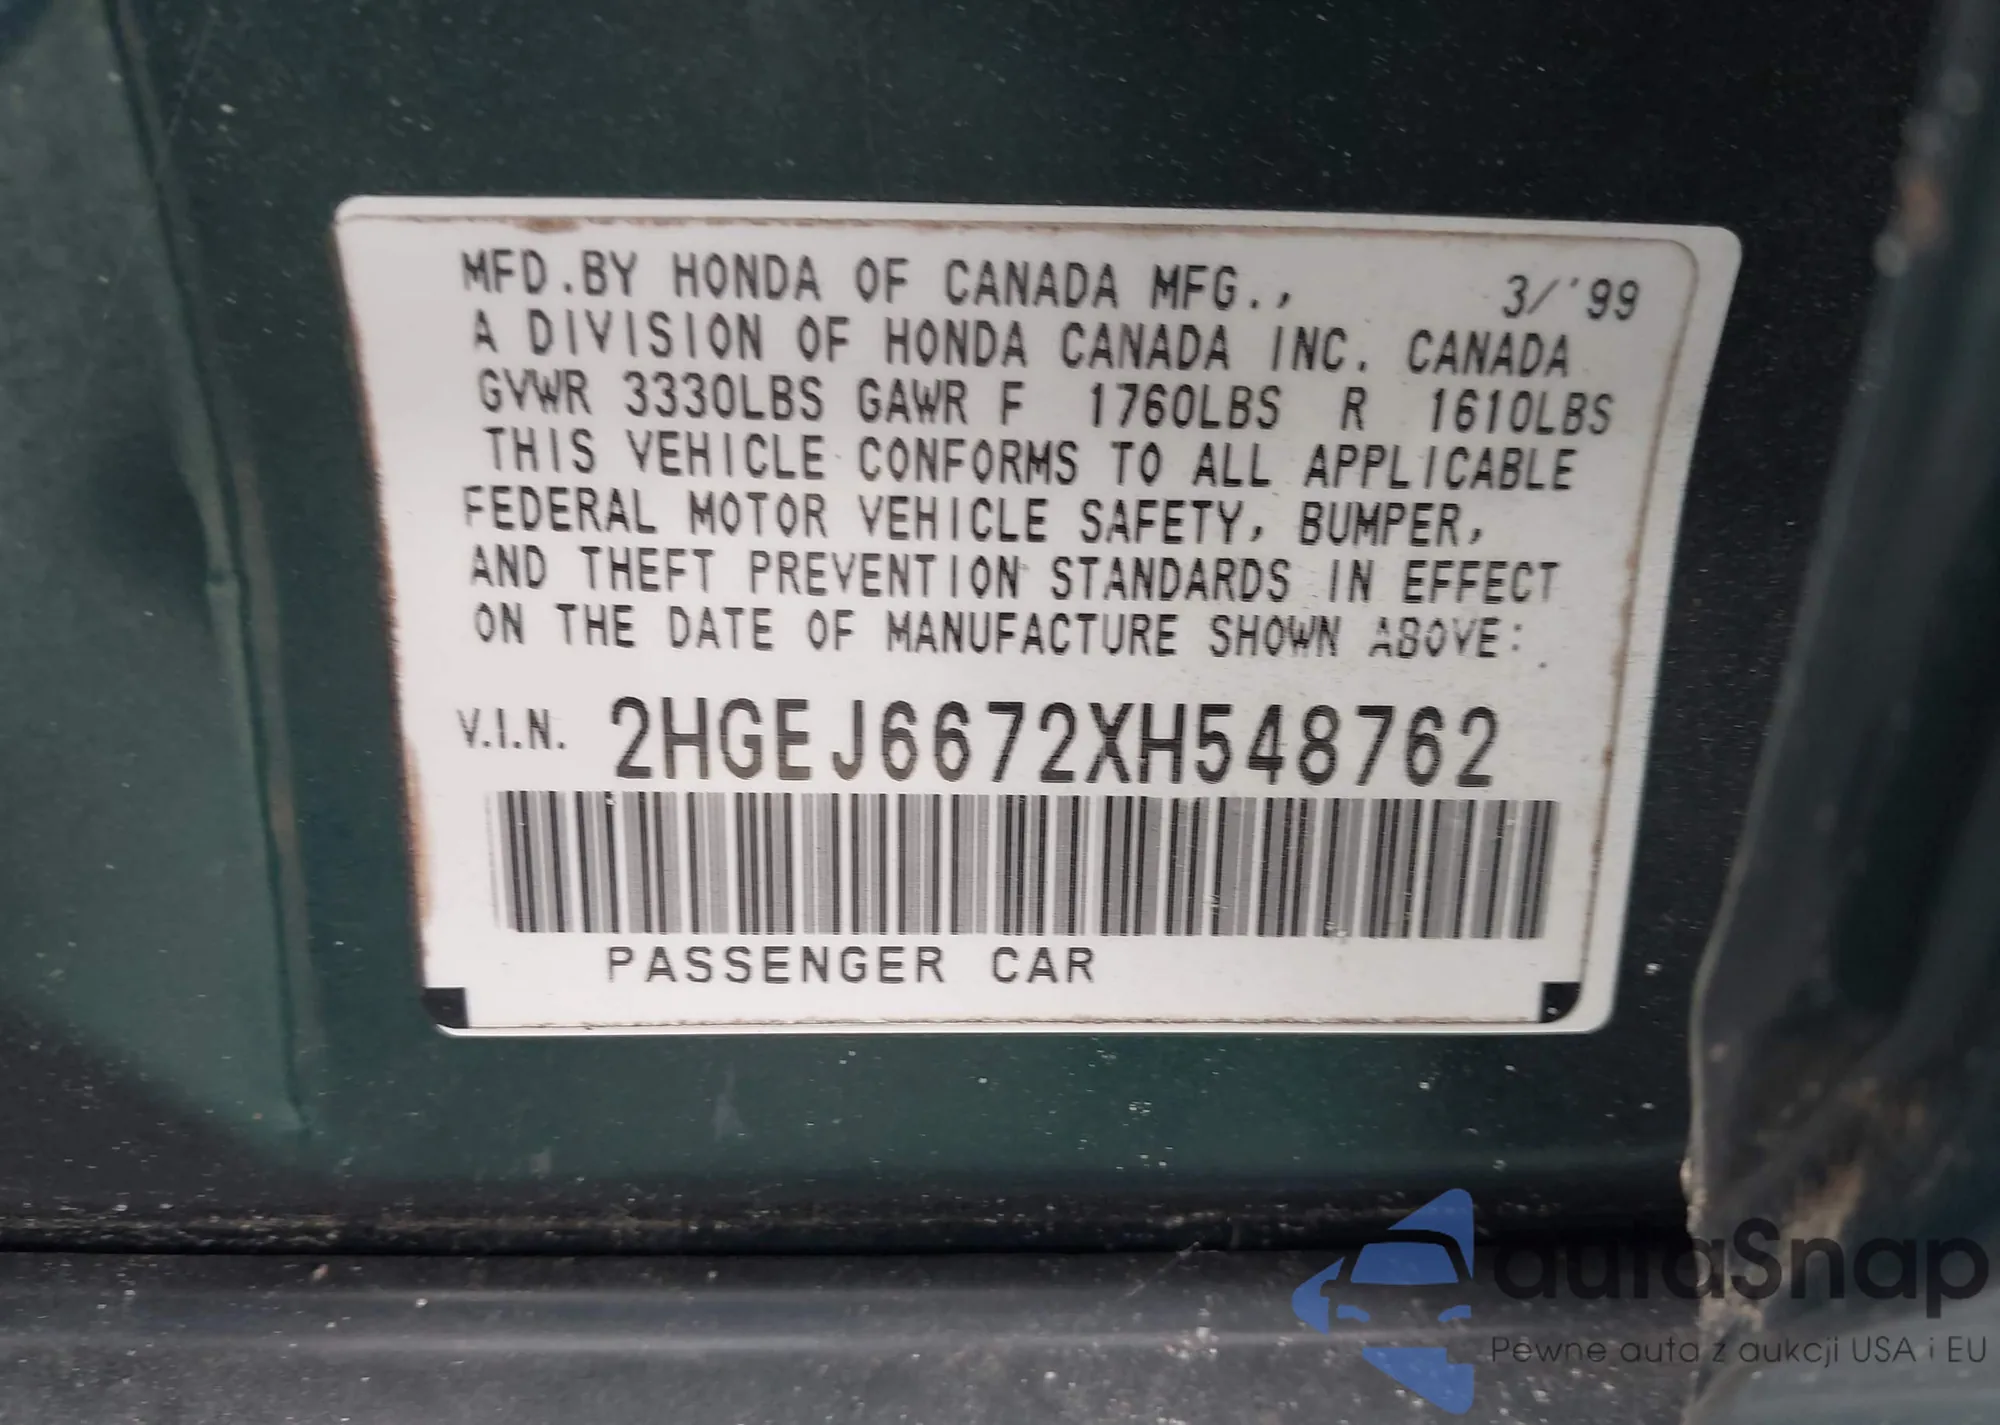 MFD.BY HONDA OF CANADA MFG., 3/'99
A DIVISION OF HONDA CANADA INC. CANADA
GVWR 3330LBS GAWR F 1760LBS R 1610LBS
THIS VEHICLE CONFORMS TO ALL APPLICABLE
FEDERAL MOTOR VEHICLE SAFETY, BUMPER,
AND THEFT PREVENTION STANDARDS IN EFFECT
ON THE DATE OF MANUFACTURE SHOWN ABOVE:
V.I.N. 2HGEJ6672XH548762
PASSENGER CAR
autaSnap
Pewne auta z aukcji USA i EU